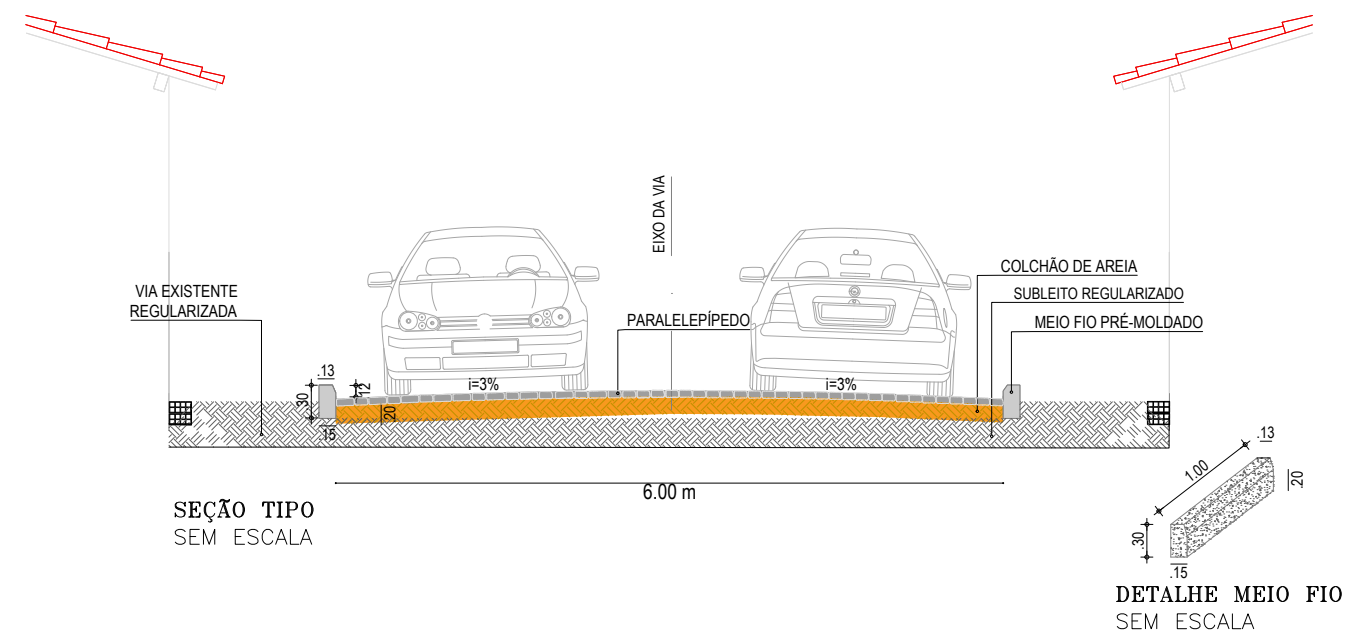 EIXO DA VIA
COLCHÃO DE AREIA
VIA EXISTENTE
REGULARIZADA
SUBLEITO REGULARIZADO
PARALELEPÍPEDO
MEIO FIO PRÉ-MOLDADO
.13
i=3%
i=3%
.12
.30
.20
.15
6.00 m
SEÇÃO TIPO
SEM ESCALA
.13
1.00
.20
.30
.15
DETALHE MEIO FIO
SEM ESCALA